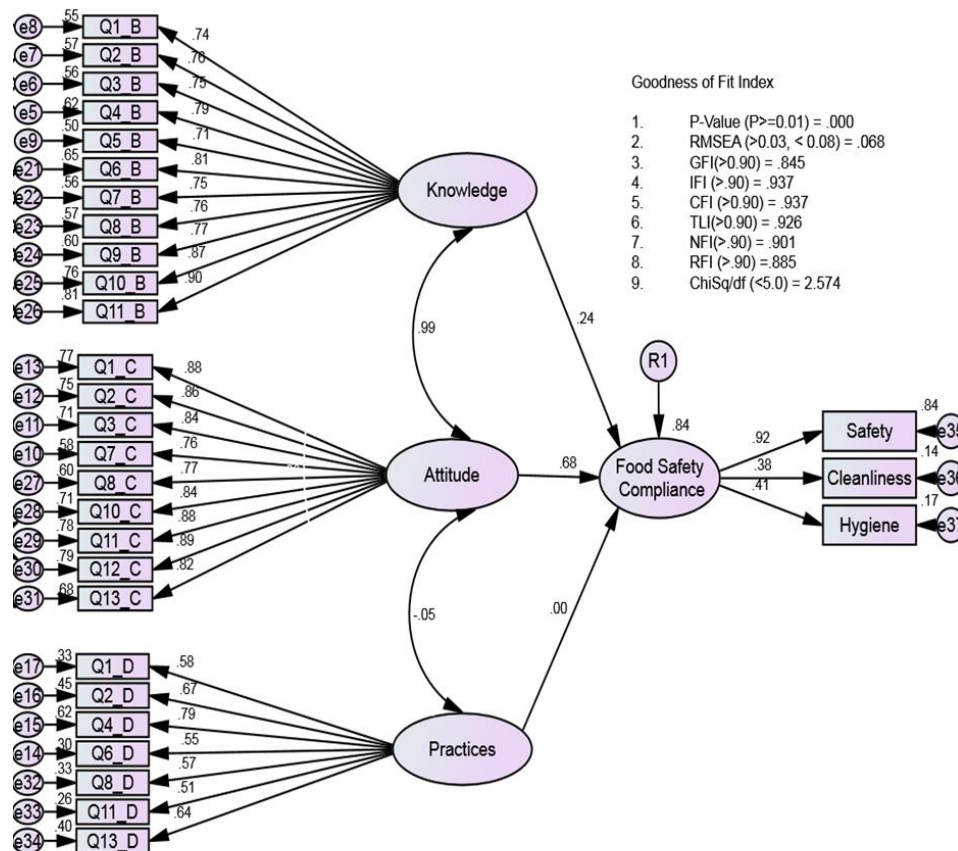 Goodness of Fit Index
1. P-Value (P>=0.01) = .000
2. RMSEA (>0.03, < 0.08) = .068
3. GFI(>0.90) = .845
4. IFI (>.90) = .937
5. CFI (>0.90) = .937
6. TLI(>0.90) = .926
7. NFI(>.90) = .901
8. RFI (>.90) =.885
9. ChiSq/df (<5.0) = 2.574
e8 .55 Q1_B .74
e7 .57 Q2_B .76
e6 .56 Q3_B .75
e5 .62 Q4_B .79
e9 .50 Q5_B .71
e21 .65 Q6_B .81
e22 .56 Q7_B .75
e23 .57 Q8_B .76
e24 .60 Q9_B .77
e25 .76 Q10_B .87
e26 .81 Q11_B .90
Knowledge
.99
.24
e13 .77 Q1_C .88
e12 .75 Q2_C .86
e11 .71 Q3_C .84
e10 .58 Q7_C .76
e27 .60 Q8_C .77
e28 .71 Q10_C .84
e29 .78 Q11_C .88
e30 .79 Q12_C .89
e31 .68 Q13_C .82
Attitude
.68
-.05
e17 .33 Q1_D .58
e16 .45 Q2_D .67
e15 .62 Q4_D .79
e14 .30 Q6_D .55
e32 .33 Q8_D .57
e33 .26 Q11_D .51
e34 .40 Q13_D .64
Practices
.00
R1
.84
Food Safety
Compliance
.92 Safety .84 e35
.38 Cleanliness .14 e36
.41 Hygiene .17 e37